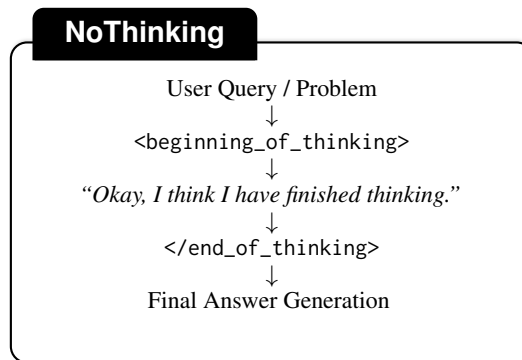 NoThinking
User Query / Problem
↓
<beginning_of_thinking>
↓
“Okay, I think I have finished thinking.”
↓
</end_of_thinking>
↓
Final Answer Generation